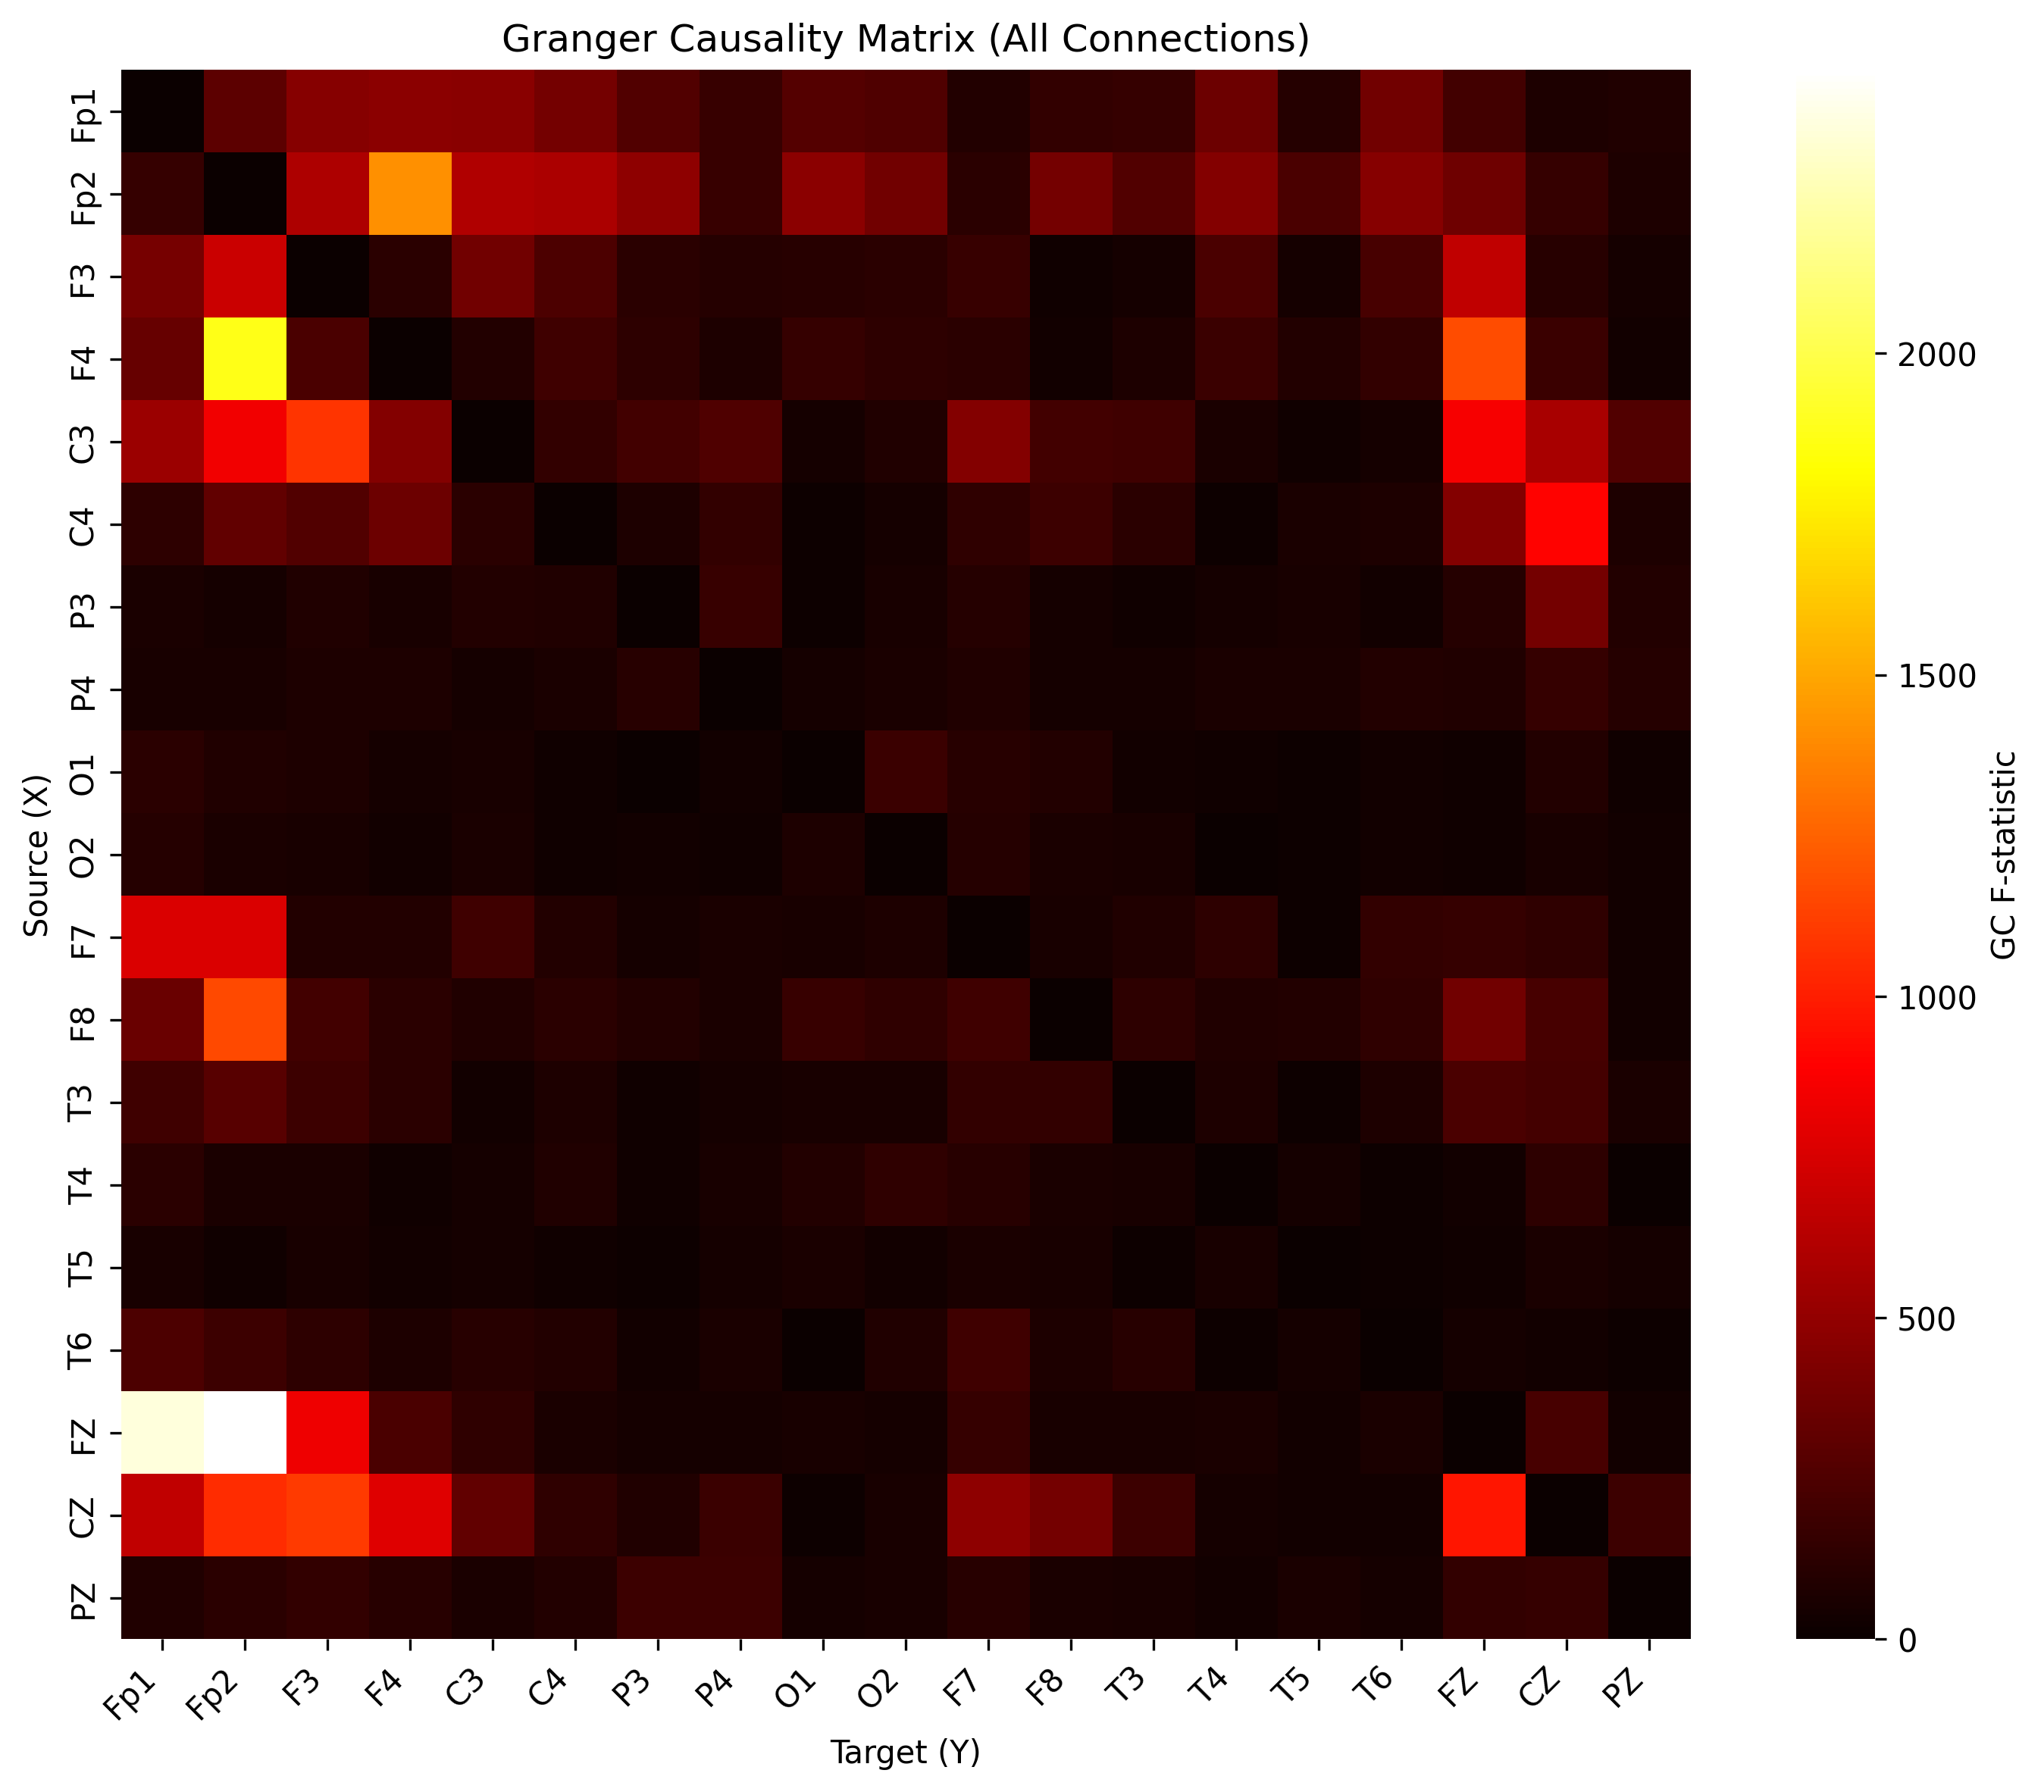 Granger Causality Matrix (All Connections)
Source (X)
Fp1
Fp2
F3
F4
C3
C4
P3
P4
O1
O2
F7
F8
T3
T4
T5
T6
FZ
CZ
PZ
Fp1 Fp2 F3 F4 C3 C4 P3 P4 O1 O2 F7 F8 T3 T4 T5 T6 FZ CZ PZ
Target (Y)
2000
1500
1000
500
0
GC F-statistic